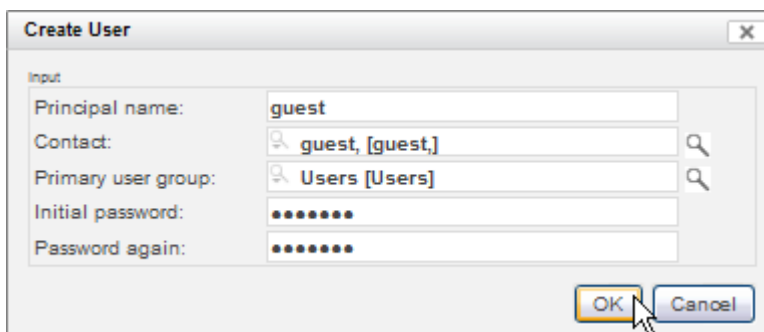 Create User
Input
Principal name: guest
Contact: guest, [guest,]
Primary user group: Users [Users]
Initial password: •••••••
Password again: •••••••
OK Cancel